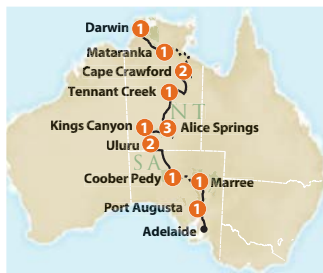 Darwin 1
Mataranka 1
Cape Crawford 2
Tennant Creek 1
NT
Kings Canyon 1
3 Alice Springs
Uluru 2
SA
Coober Pedy 1
1 Marree
Port Augusta 1
Adelaide